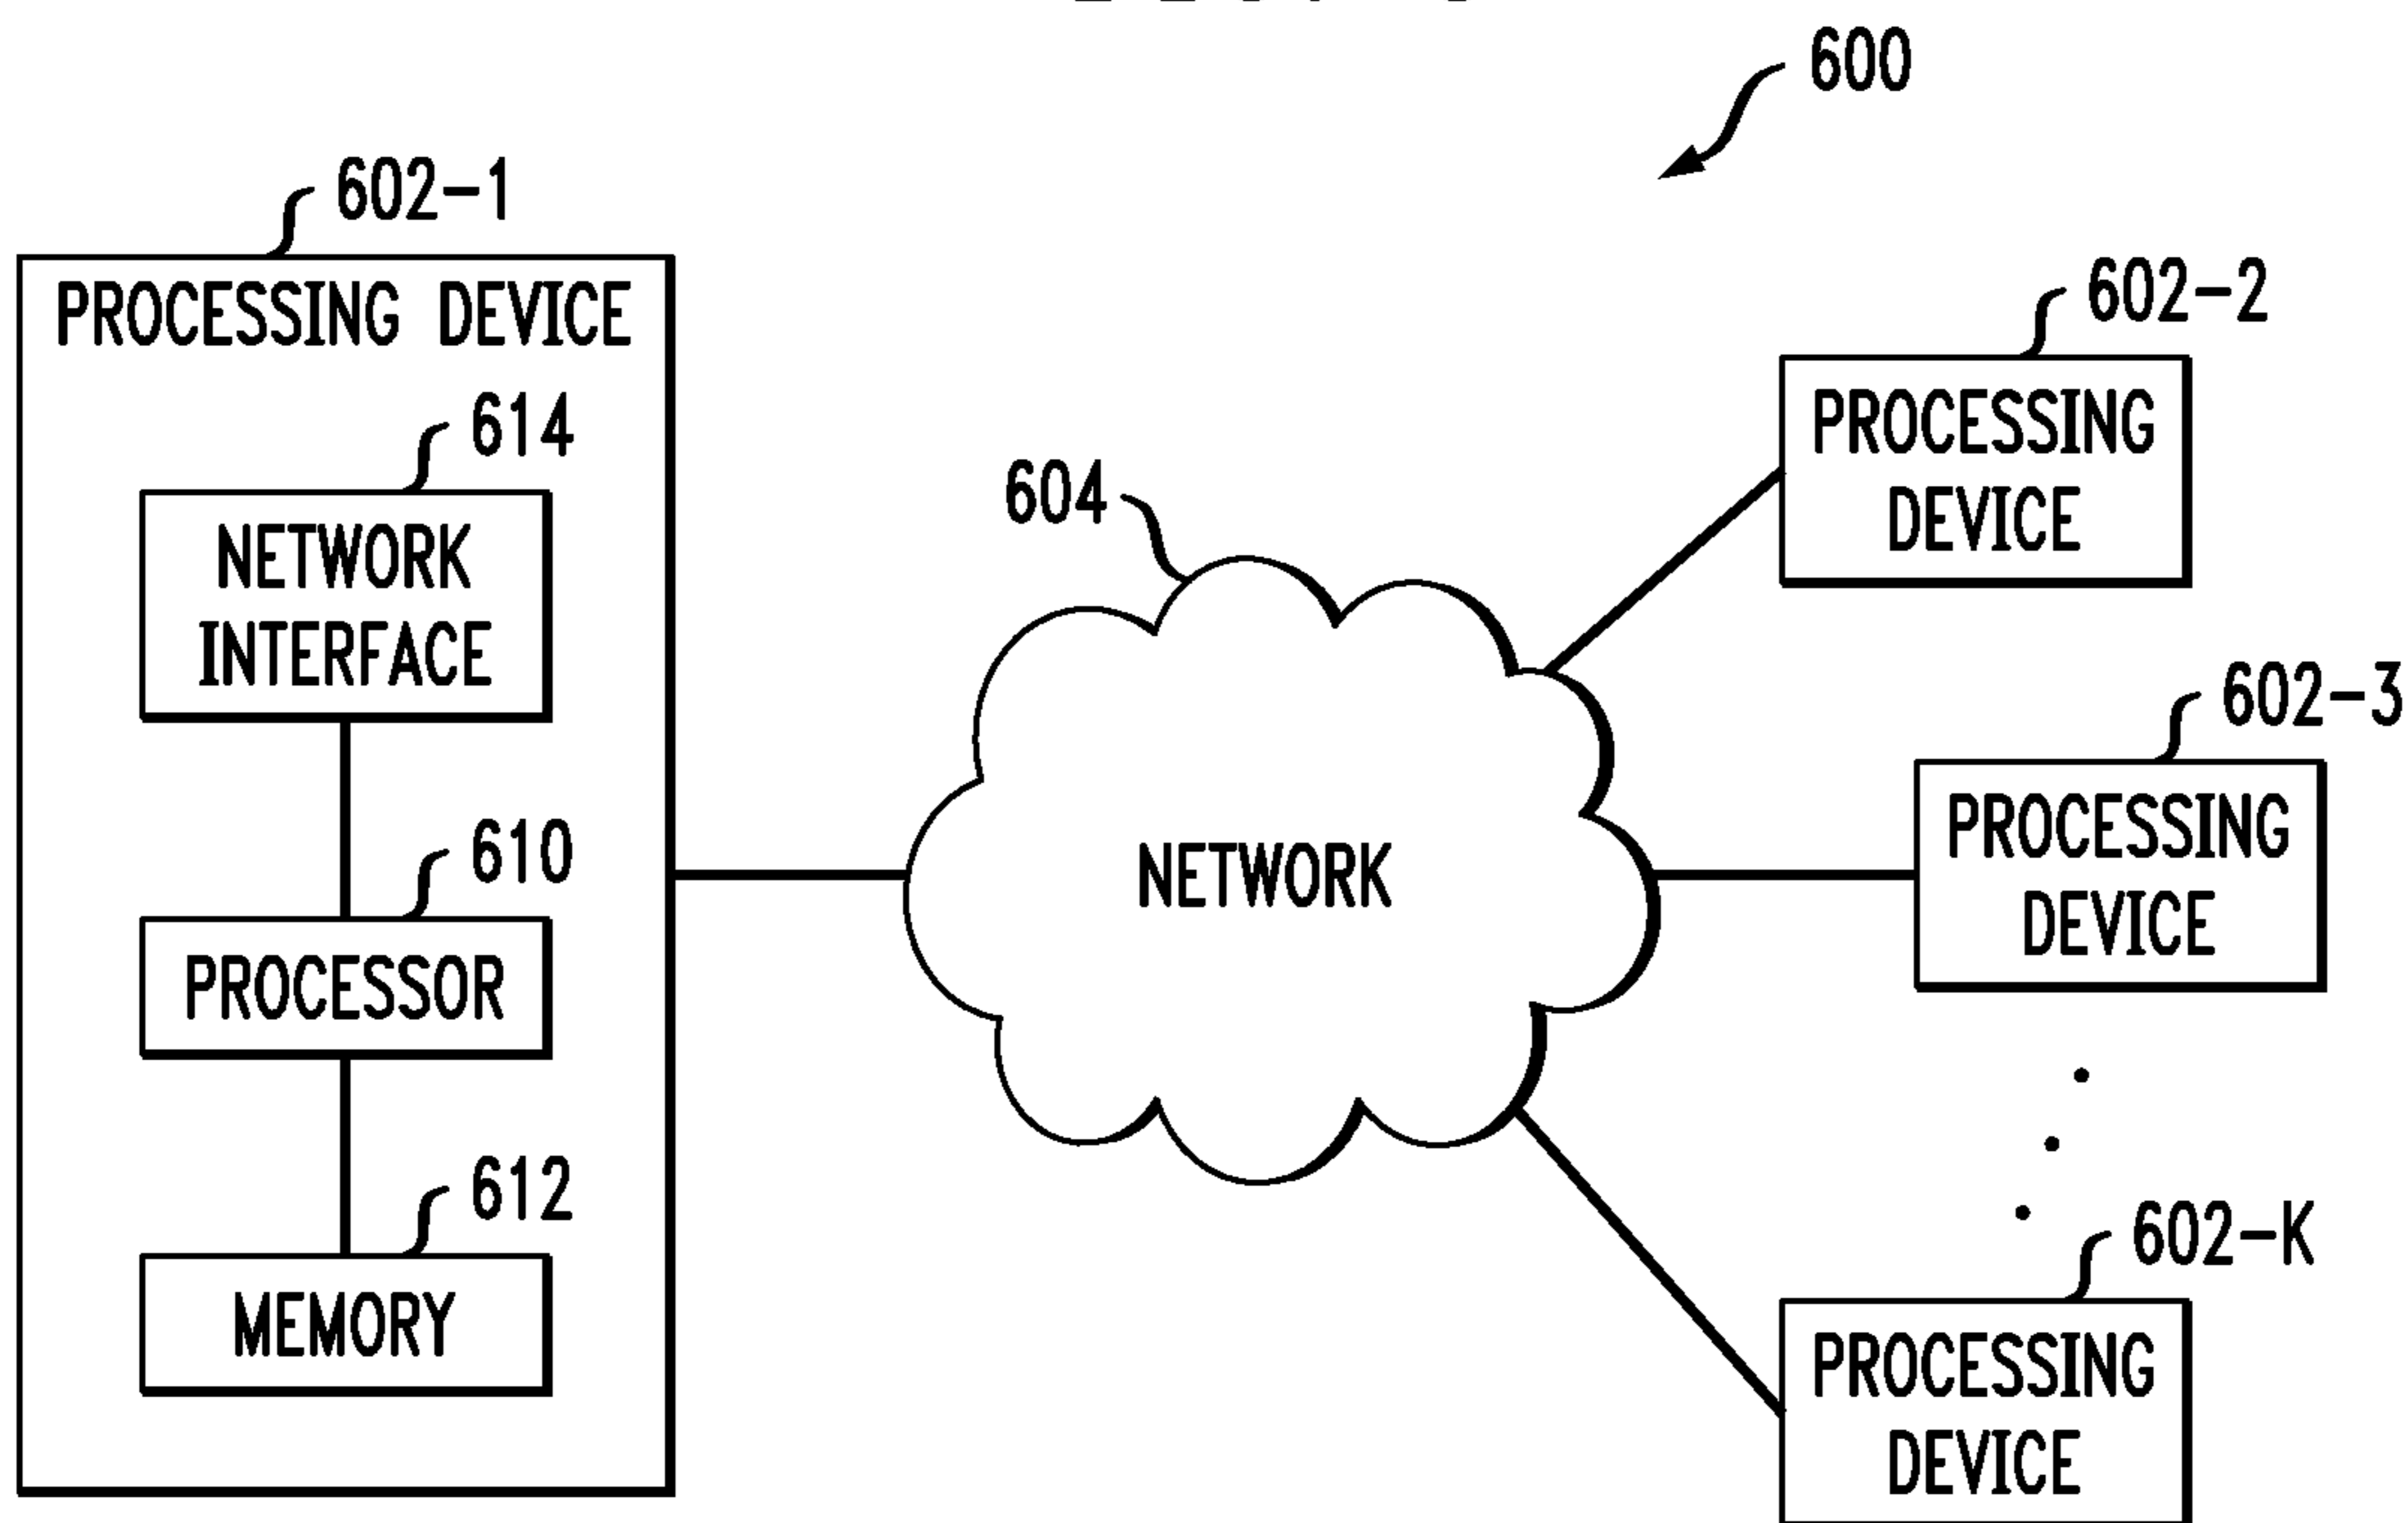 600
602-1
PROCESSING DEVICE
614
NETWORK
INTERFACE
610
PROCESSOR
612
MEMORY
604
NETWORK
602-2
PROCESSING
DEVICE
602-3
PROCESSING
DEVICE
602-K
PROCESSING
DEVICE